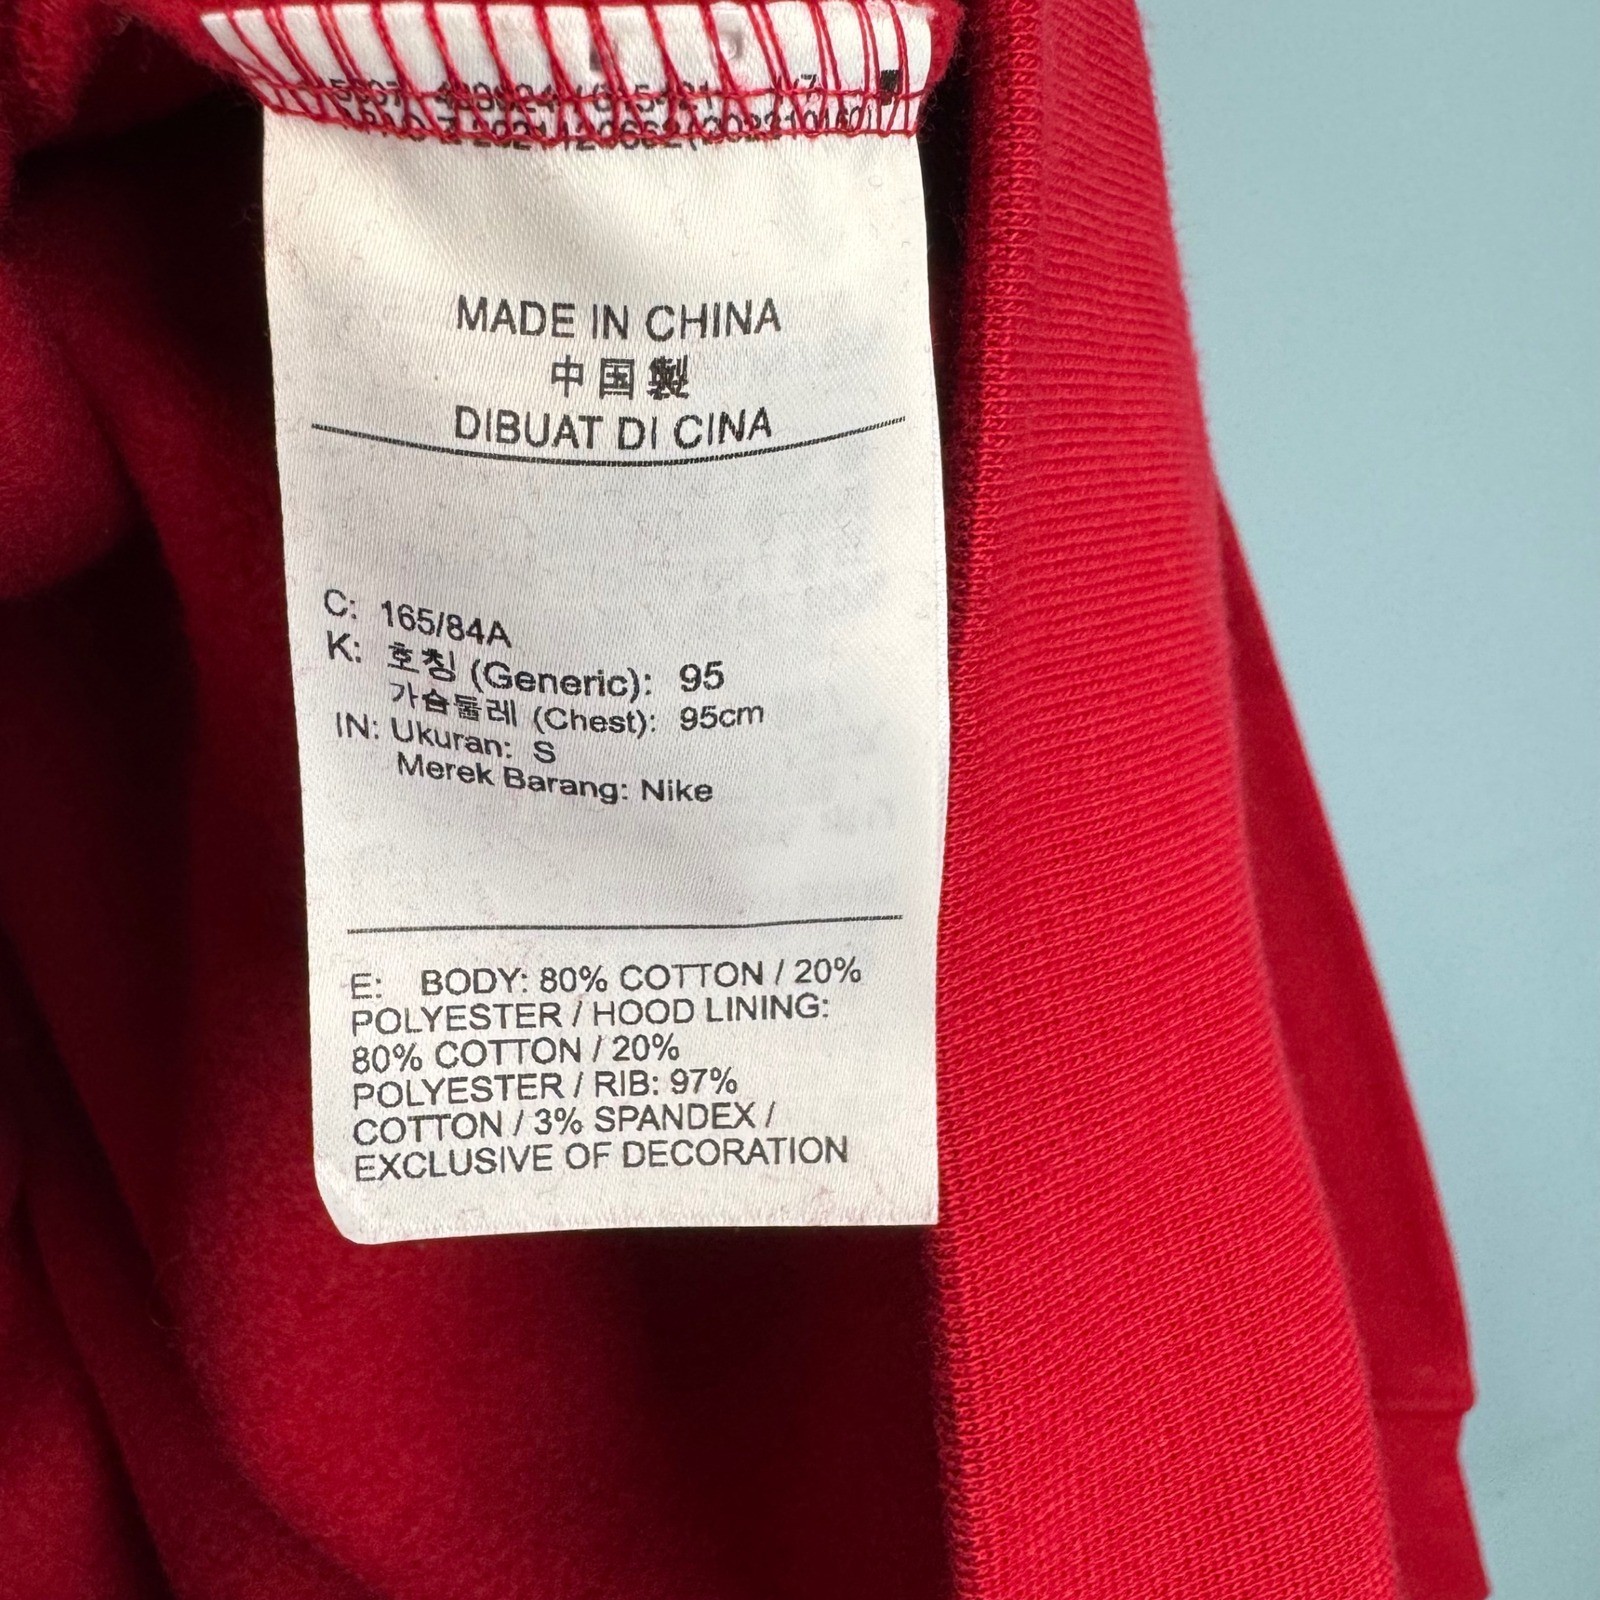 MADE IN CHINA
中国製
DIBUAT DI CINA
C: 165/84A
K: 호칭 (Generic): 95
가슴둘레 (Chest): 95cm
IN: Ukuran: S
Merek Barang: Nike
E: BODY: 80% COTTON / 20%
POLYESTER / HOOD LINING:
80% COTTON / 20%
POLYESTER / RIB: 97%
COTTON / 3% SPANDEX /
EXCLUSIVE OF DECORATION